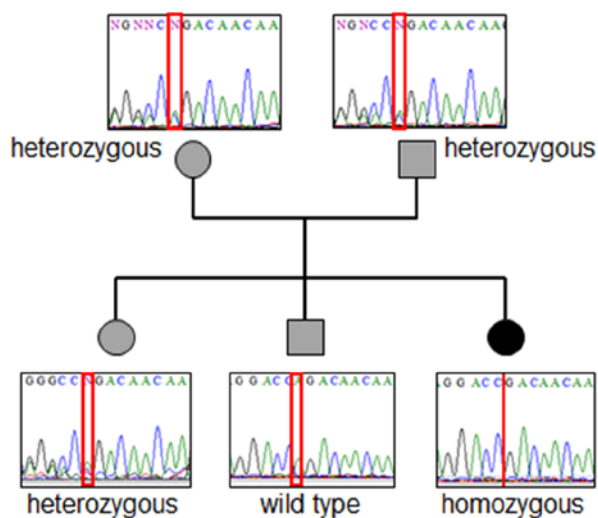 NGNNCNGACAACAA
NGNCCNGACAACAA
heterozygous
heterozygous
GGGCCNGACAACAA
GGACCAGACAACAA
GGACCGACAACAA
heterozygous
wild type
homozygous